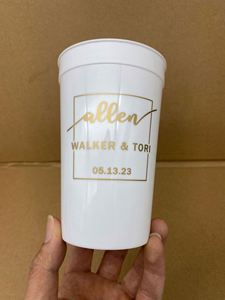 allen
WALKER & TORI
05.13.23